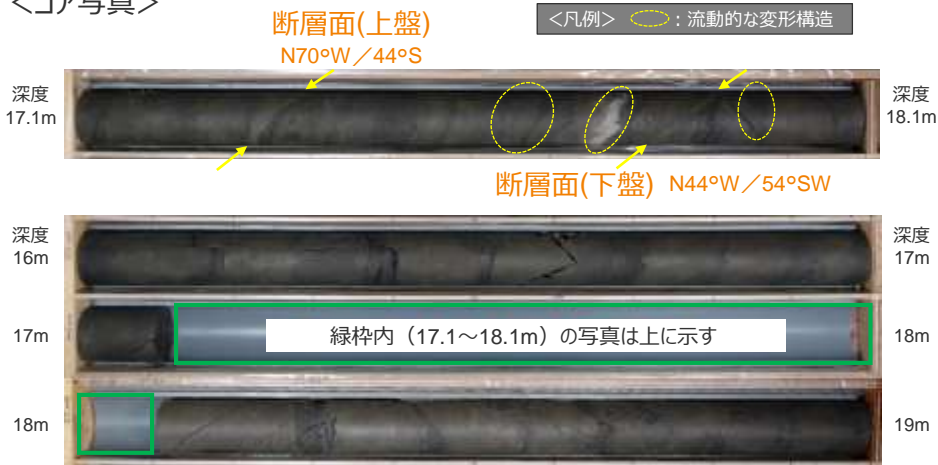 <コア写真>
<凡例> :流動的な変形構造
断層面(上盤)
N70°W/44°S
深度
17.1m
深度
18.1m
断層面(下盤) N44°W/54°SW
深度
16m
深度
17m
17m
緑枠内(17.1~18.1m)の写真は上に示す
18m
18m
19m